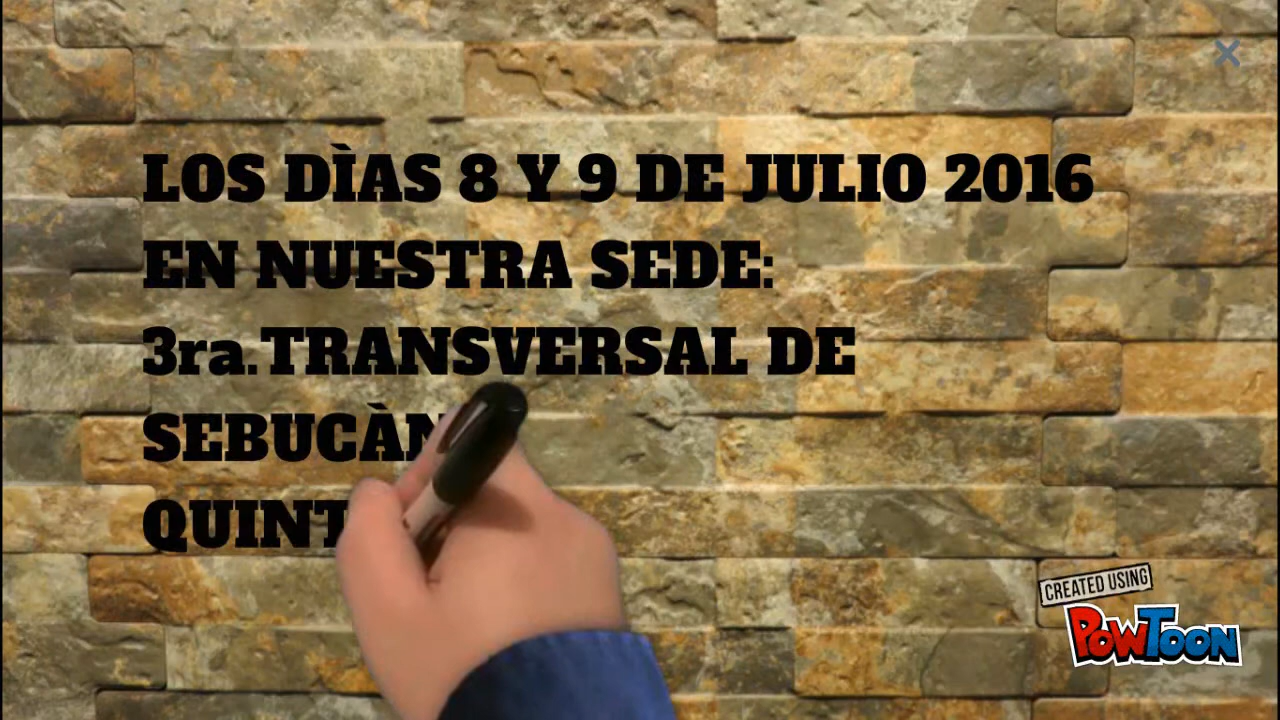 LOS DÌAS 8 Y 9 DE JULIO 2016
EN NUESTRA SEDE:
3ra.TRANSVERSAL DE
SEBUCÀN
QUINT
CREATED USING
POWTOON